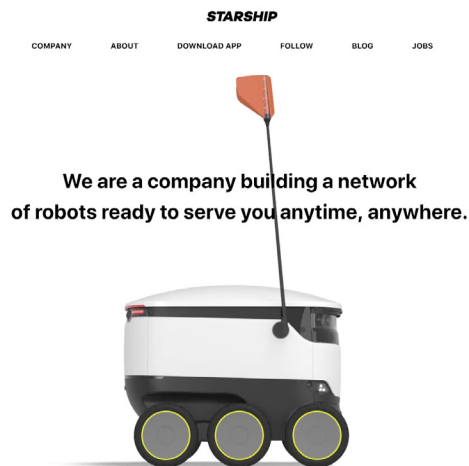 STARSHIP
COMPANY ABOUT DOWNLOAD APP FOLLOW BLOG JOBS
We are a company building a network
of robots ready to serve you anytime, anywhere.